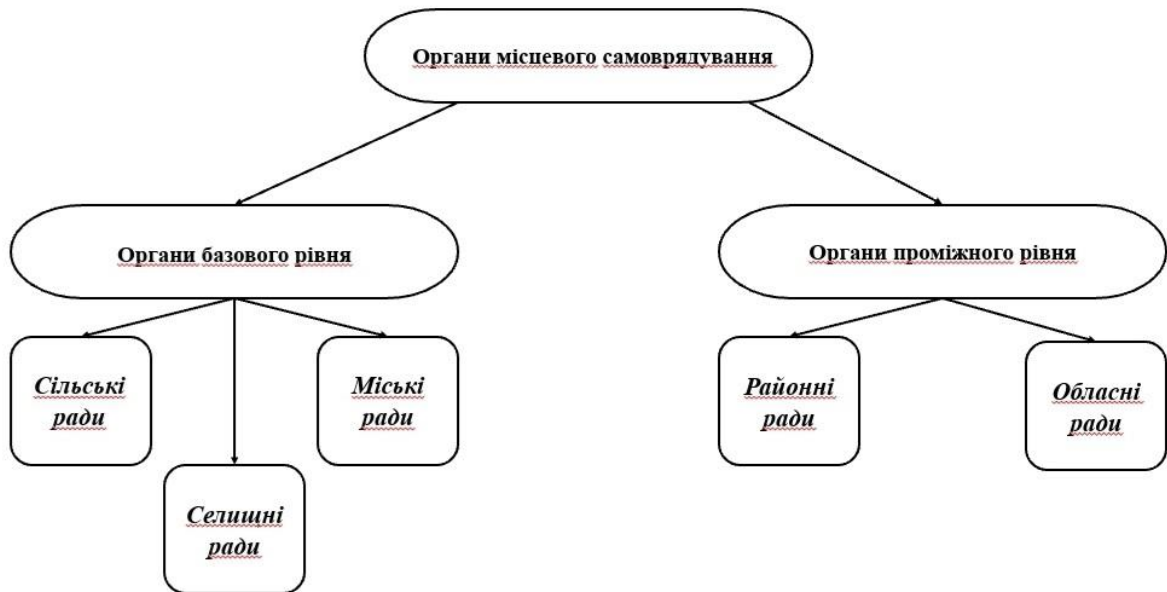 Органи місцевого самоврядування
Органи базового рівня
Органи проміжного рівня
Сільські
ради
Міські
ради
Селищні
ради
Районні
ради
Обласні
ради